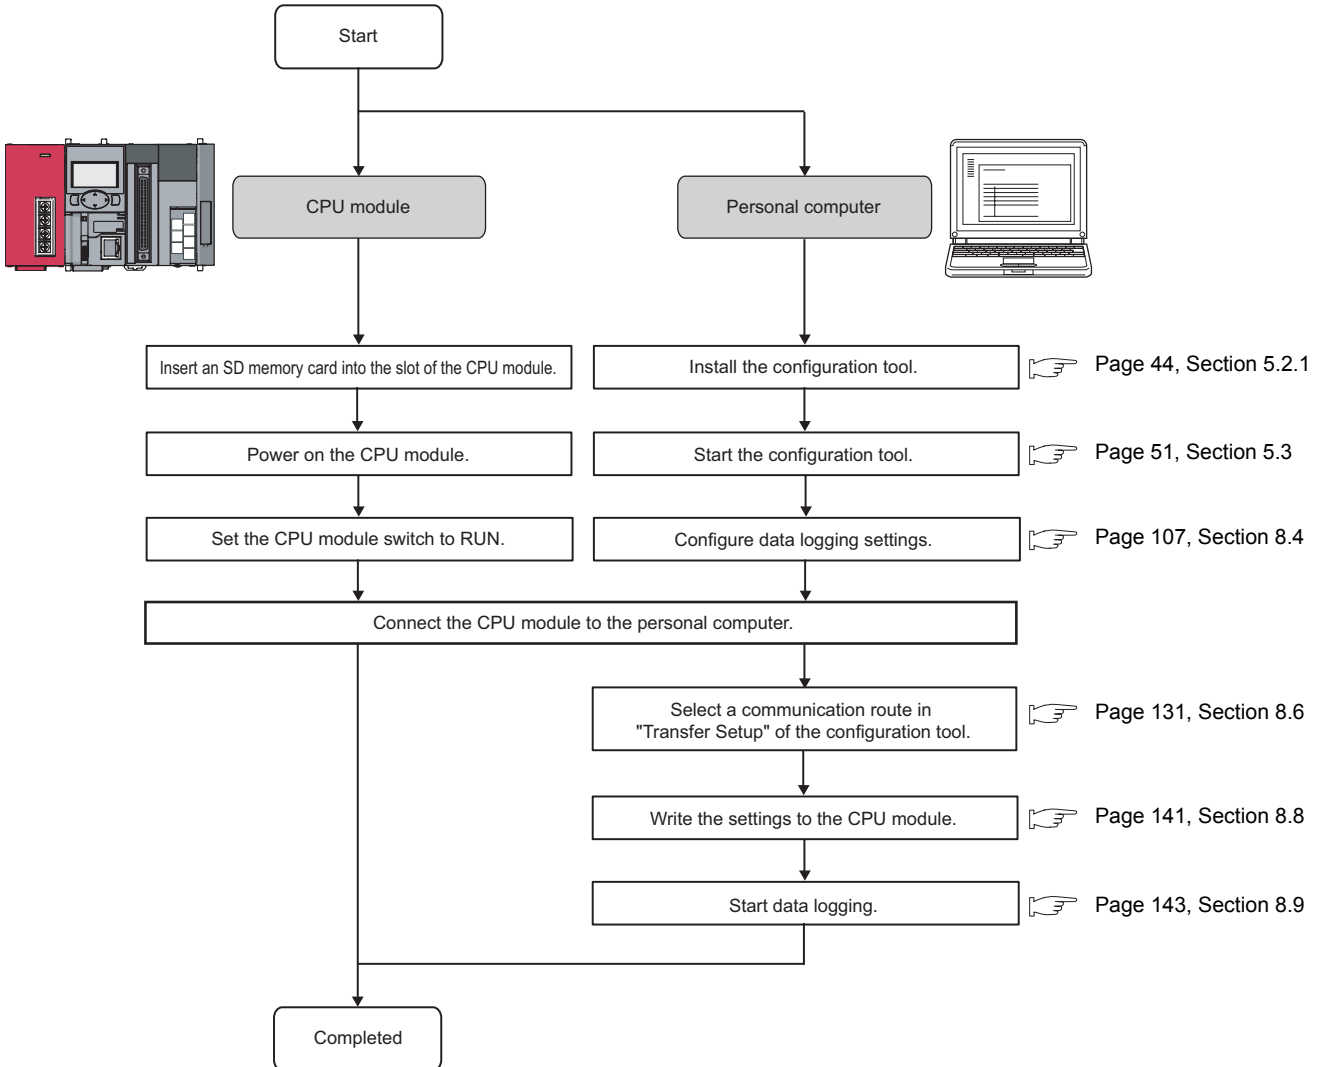 Start
CPU module
Personal computer
Insert an SD memory card into the slot of the CPU module.
Install the configuration tool.
Page 44, Section 5.2.1
Power on the CPU module.
Start the configuration tool.
Page 51, Section 5.3
Set the CPU module switch to RUN.
Configure data logging settings.
Page 107, Section 8.4
Connect the CPU module to the personal computer.
Select a communication route in
"Transfer Setup" of the configuration tool.
Page 131, Section 8.6
Write the settings to the CPU module.
Page 141, Section 8.8
Start data logging.
Page 143, Section 8.9
Completed